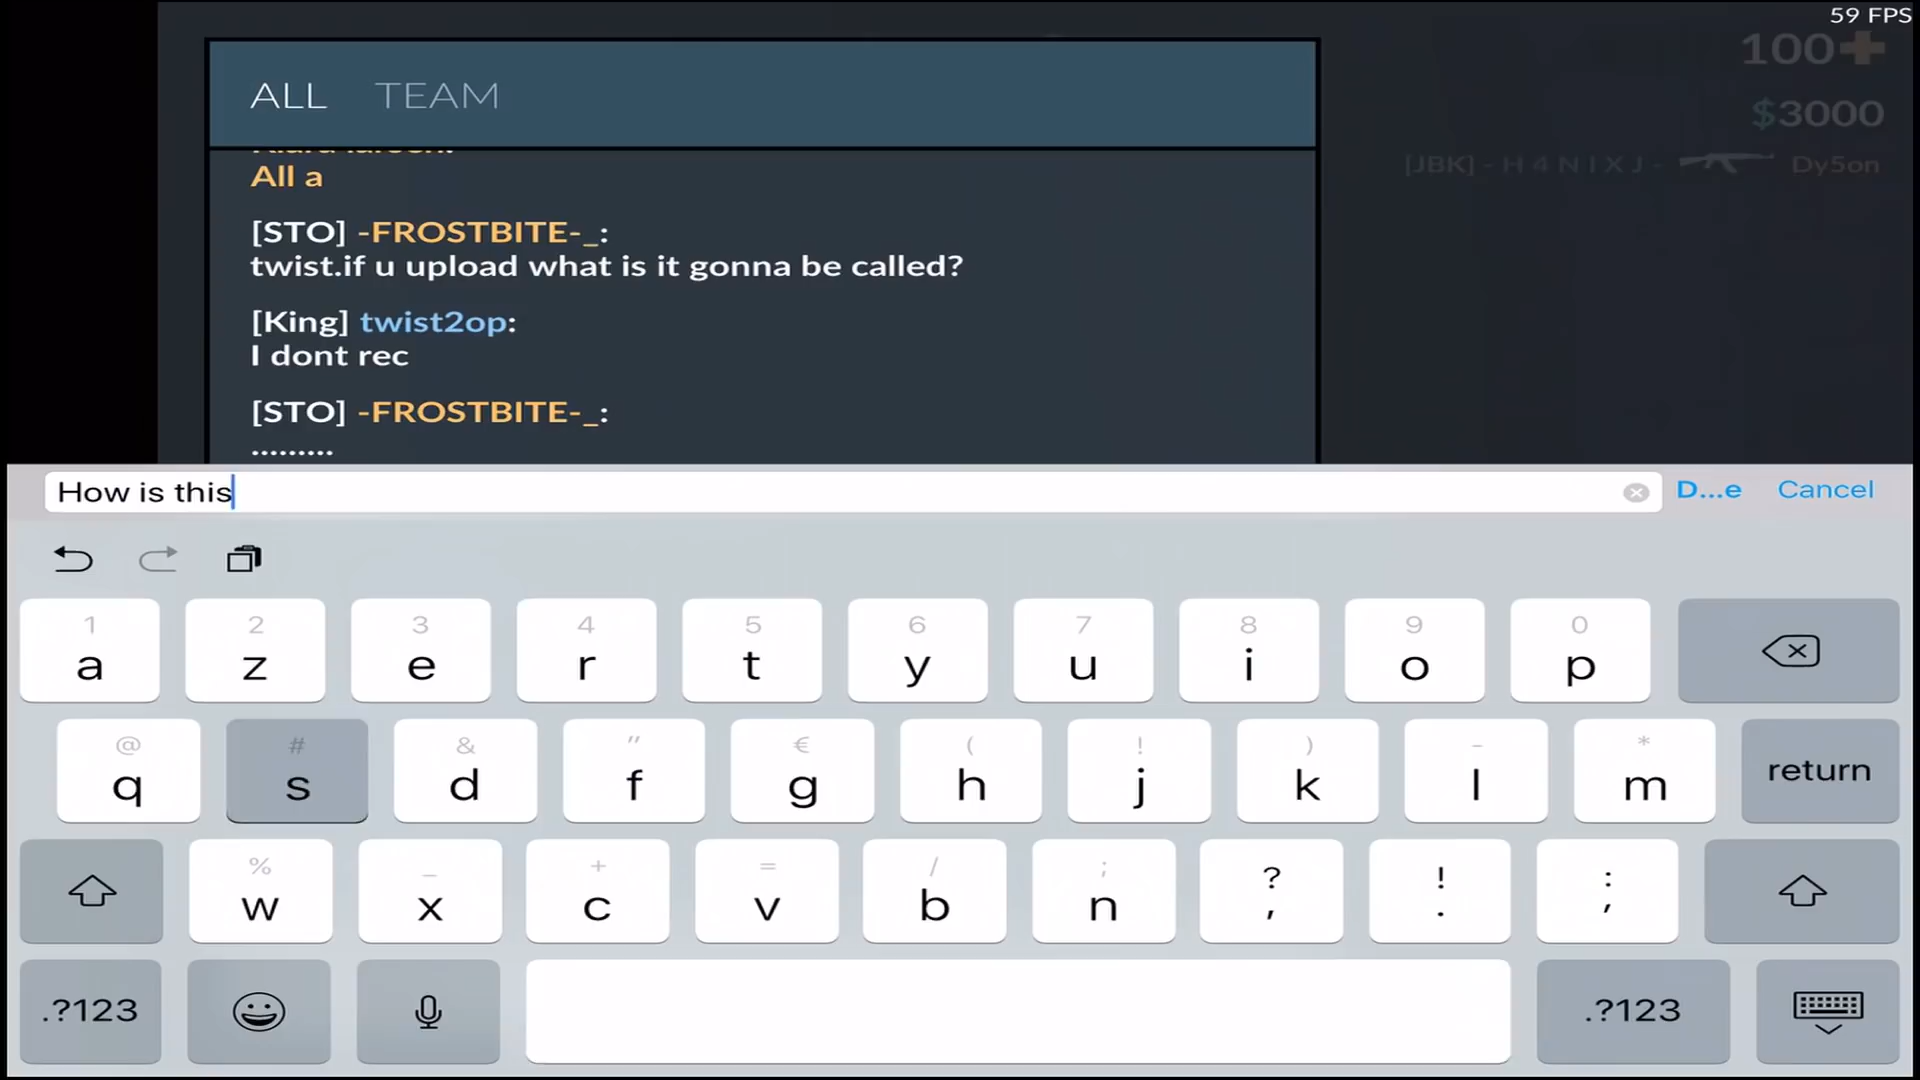 59 FPS
100
$3000
[JBK] - H 4 N I X J - Dy5on
ALL TEAM
All a
[STO] -FROSTBITE-_:
twist.if u upload what is it gonna be called?
[King] twist2op:
I dont rec
[STO] -FROSTBITE-_:
.........
How is this
D...e Cancel
1 2 3 4 5 6 7 8 9 0
a z e r t y u i o p
@ # & " € ( ! ) - *
q s d f g h j k l m return
% _ + = / ; ? ! :
w x c v b n , . ;
.?123 .?123